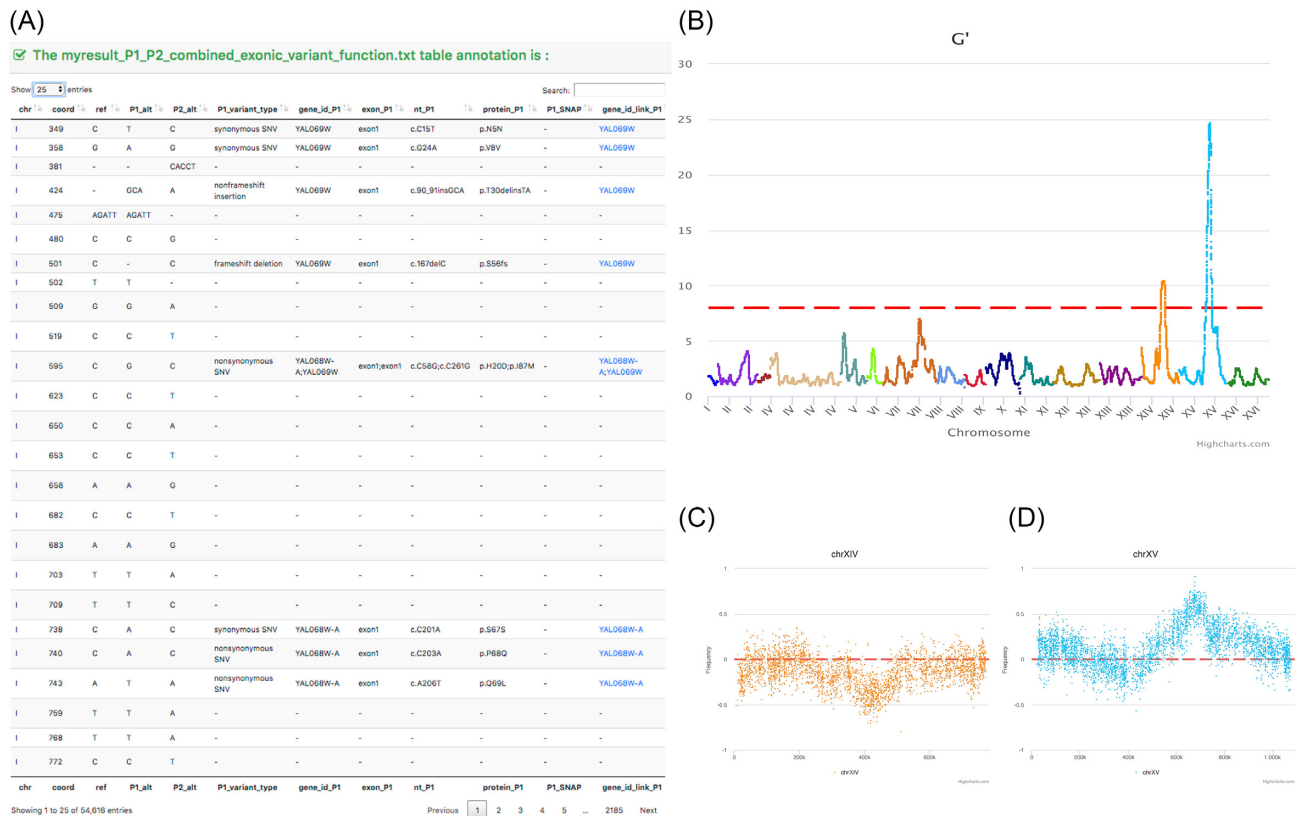 (A)
The myresult_P1_P2_combined_exonic_variant_function.txt table annotation is :
Show 25 entries
Search:
chr coord ref P1_alt P2_alt P1_variant_type gene_id_P1 exon_P1 nt_P1 protein_P1 P1_SNAP gene_id_link_P1
I 349 C T C synonymous SNV YAL069W exon1 c.C15T p.N5N - YAL069W
I 358 G A G synonymous SNV YAL069W exon1 c.G24A p.V8V - YAL069W
I 381 - - CACCT - - - - - - -
I 424 - GCA A nonframeshift insertion YAL069W exon1 c.90_91insGCA p.T30delinsTA - YAL069W
I 475 AGATT AGATT - - - - - - - -
I 480 C C G - - - - - - -
I 501 C - C frameshift deletion YAL069W exon1 c.167delC p.S56fs - YAL069W
I 502 T T - - - - - - - -
I 509 G G A - - - - - - -
I 519 C C T - - - - - - -
I 595 C G C nonsynonymous SNV YAL068W-A;YAL069W exon1;exon1 c.C58G;c.C261G p.H20D;p.I87M - YAL068W-A;YAL069W
I 623 C C T - - - - - - -
I 650 C C A - - - - - - -
I 653 C C T - - - - - - -
I 658 A A G - - - - - - -
I 682 C C T - - - - - - -
I 683 A A G - - - - - - -
I 703 T T A - - - - - - -
I 709 T T C - - - - - - -
I 738 C A C synonymous SNV YAL068W-A exon1 c.C201A p.S67S - YAL068W-A
I 740 C A C nonsynonymous SNV YAL068W-A exon1 c.C203A p.P68Q - YAL068W-A
I 743 A T A nonsynonymous SNV YAL068W-A exon1 c.A206T p.Q69L - YAL068W-A
I 759 T T A - - - - - - -
I 768 T T A - - - - - - -
I 772 C C T - - - - - - -
chr coord ref P1_alt P2_alt P1_variant_type gene_id_P1 exon_P1 nt_P1 protein_P1 P1_SNAP gene_id_link_P1
Showing 1 to 25 of 54,616 entries
Previous 1 2 3 4 5 ... 2185 Next
(B)
G'
30
25
20
15
10
5
0
I II II IV IV IV IV V VI VII VII VIII VIII IX X XI XI XII XII XIII XIII XIV XIV XV XV XVI XVI
Chromosome
Highcharts.com
(C)
chrXIV
1
0.5
0
-0.5
-1
Frequency
0 200k 400k 600k
chrXIV
Highcharts.com
(D)
chrXV
1
0.5
0
-0.5
-1
Frequency
0 200k 400k 600k 800k 1 000k
chrXV
Highcharts.com